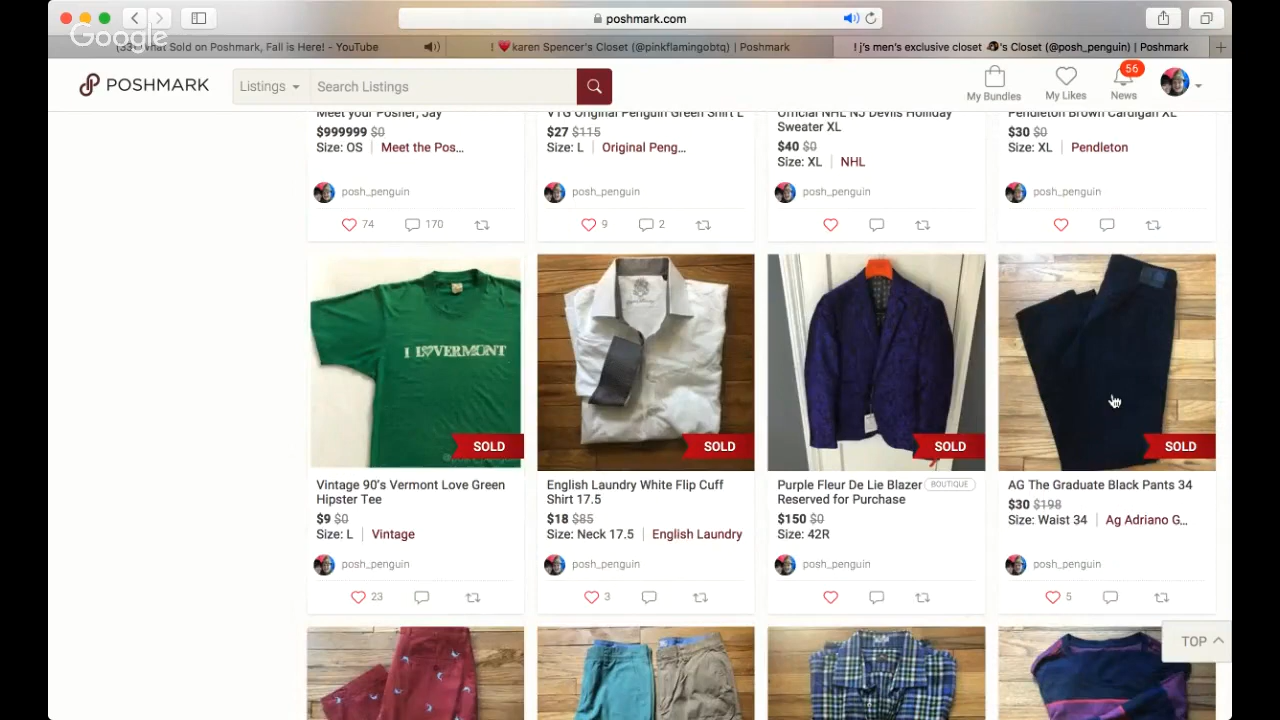 poshmark.com
Google
(33) What Sold on Poshmark, Fall is Here! - YouTube
! ❤karen Spencer's Closet (@pinkflamingobtq) | Poshmark
! j's men's exclusive closet 's Closet (@posh_penguin) | Poshmark
POSHMARK
Listings
Search Listings
My Bundles
My Likes
56
News
Meet your Posher, Jay
$999999 $0
Size: OS | Meet the Pos...
posh_penguin
74
170
VTG Original Penguin Green Shirt L
$27 $115
Size: L | Original Peng...
posh_penguin
9
2
Official NHL NJ Devils Holliday
Sweater XL
$40 $0
Size: XL | NHL
posh_penguin
Pendleton Brown Cardigan XL
$30 $0
Size: XL | Pendleton
posh_penguin
I L♥VERMONT
SOLD
Vintage 90's Vermont Love Green
Hipster Tee
$9 $0
Size: L | Vintage
posh_penguin
23
SOLD
English Laundry White Flip Cuff
Shirt 17.5
$18 $85
Size: Neck 17.5 | English Laundry
posh_penguin
3
SOLD
Purple Fleur De Lie Blazer BOUTIQUE
Reserved for Purchase
$150 $0
Size: 42R
posh_penguin
SOLD
AG The Graduate Black Pants 34
$30 $198
Size: Waist 34 | Ag Adriano G...
posh_penguin
5
TOP